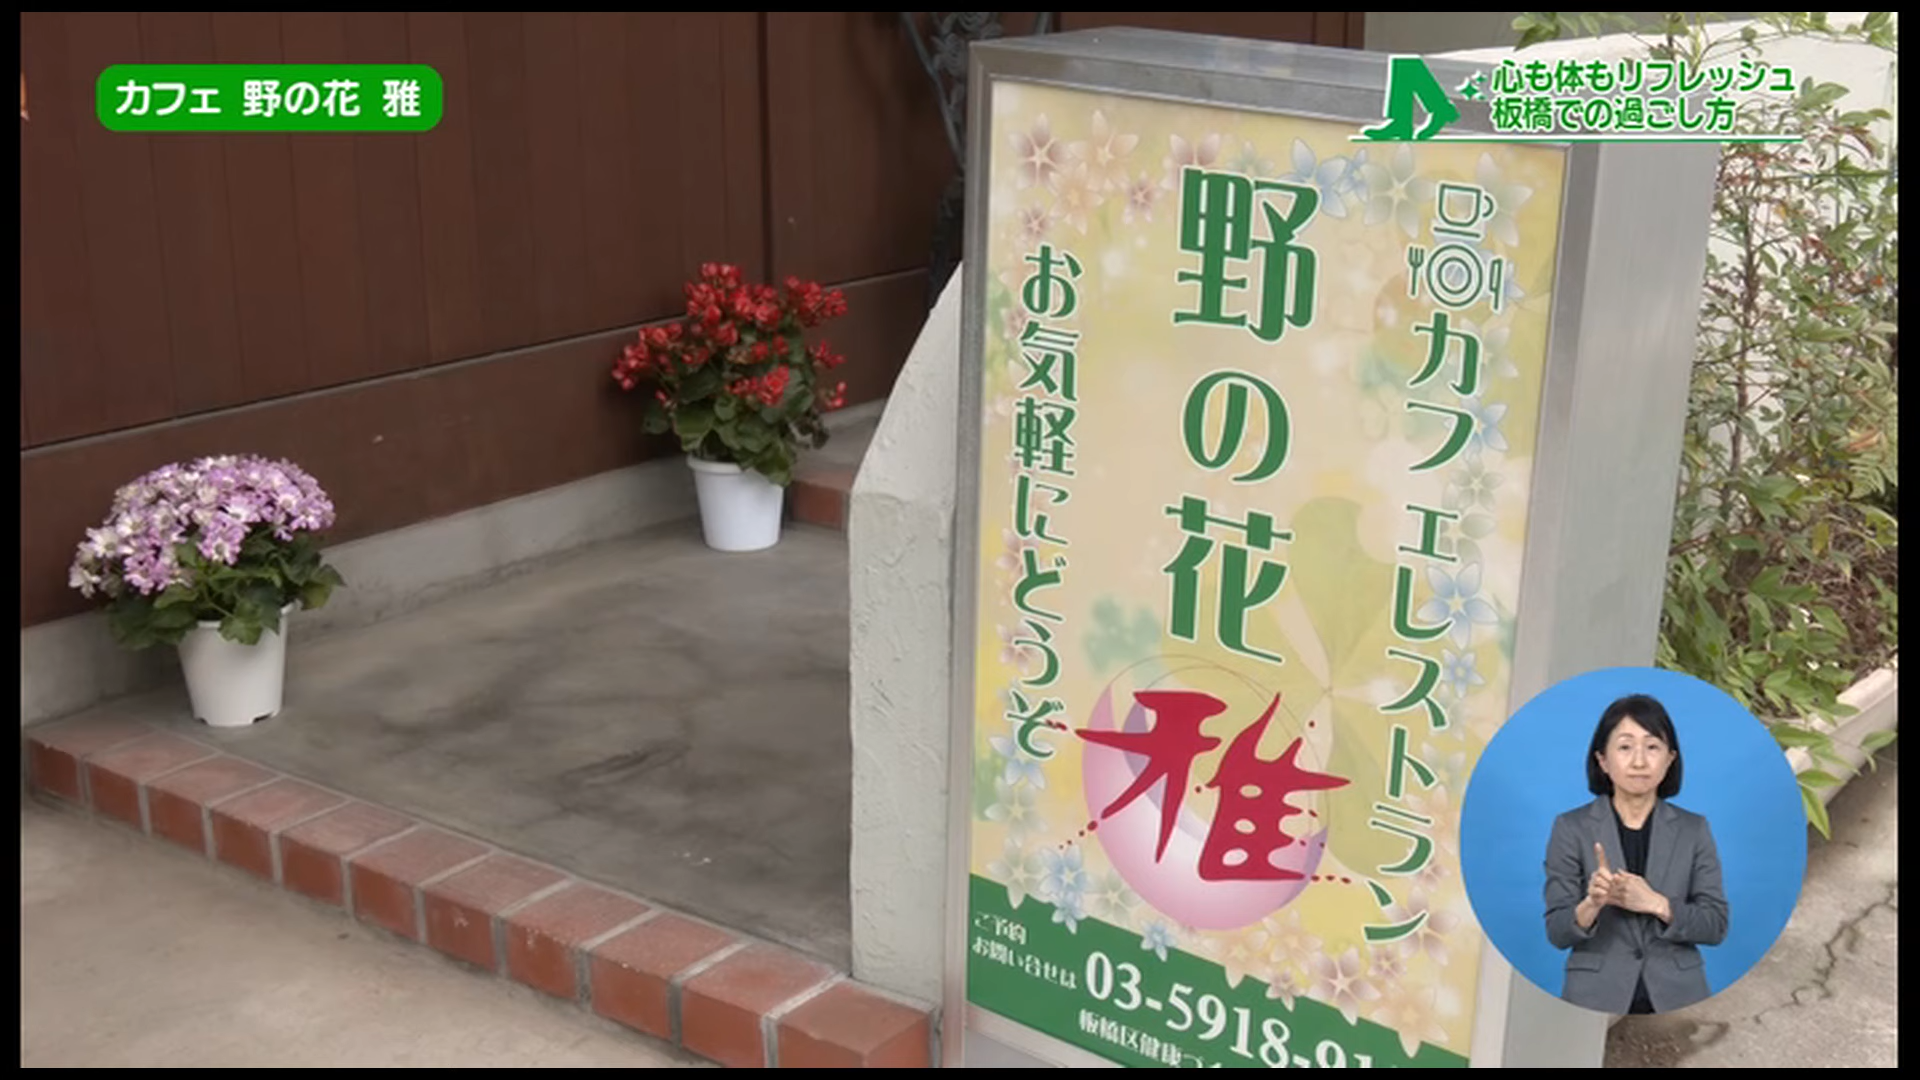 カフェ 野の花 雅
心も体もリフレッシュ
板橋での過ごし方
カフェレストラン
野の花
雅
お気軽にどうぞ
ご予約
お問い合せは
03-5918-91
板橋区健康づ